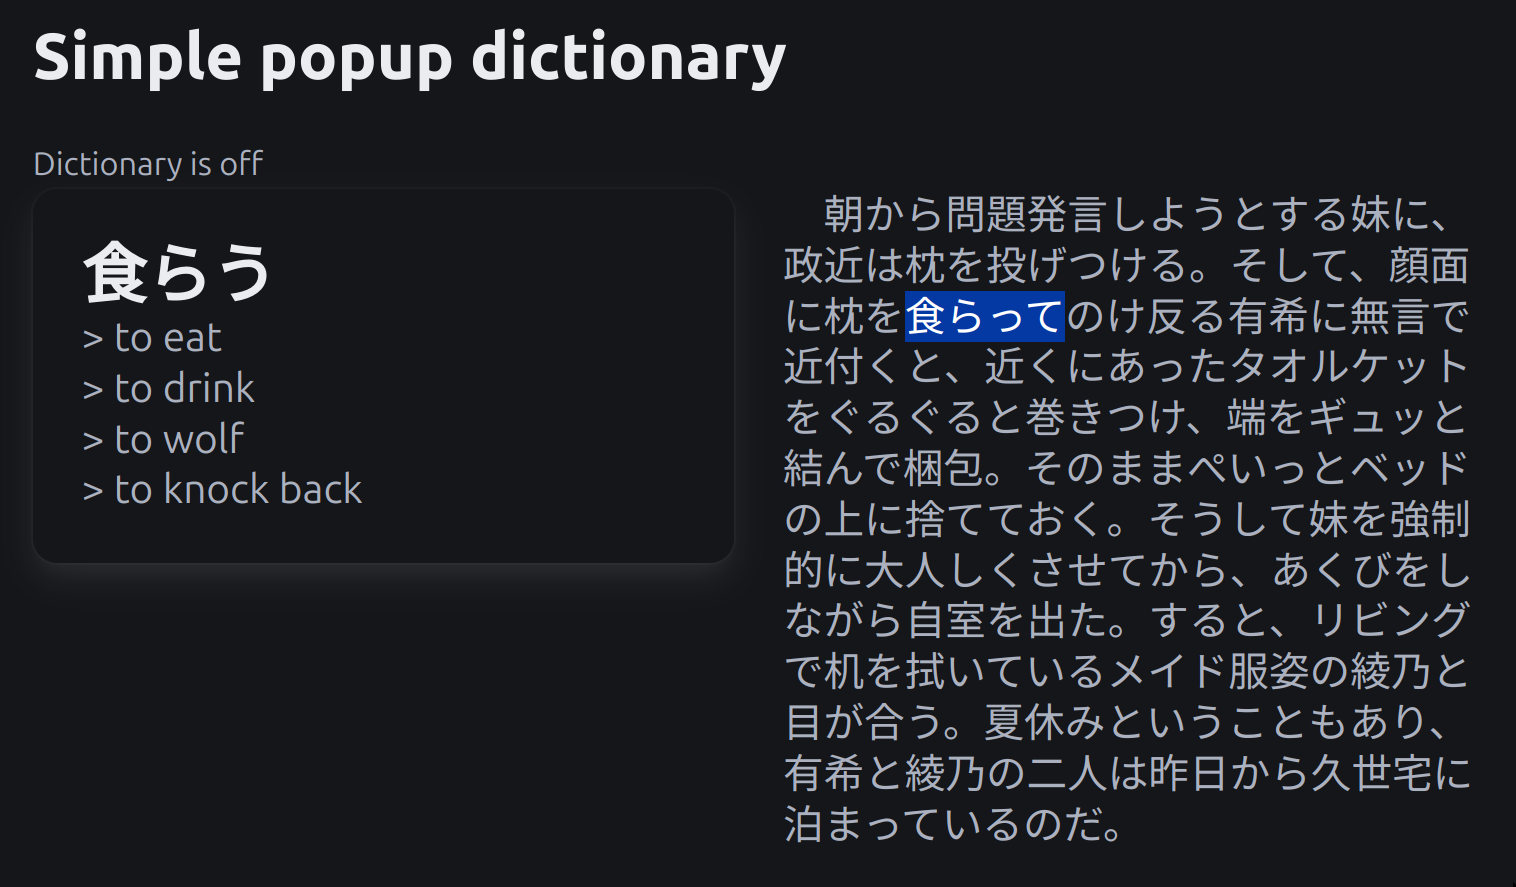 Simple popup dictionary
Dictionary is off
食らう
> to eat
> to drink
> to wolf
> to knock back
　朝から問題発言しようとする妹に、
政近は枕を投げつける。そして、顔面
に枕を食らってのけ反る有希に無言で
近付くと、近くにあったタオルケット
をぐるぐると巻きつけ、端をギュッと
結んで梱包。そのままぺいっとベッド
の上に捨てておく。そうして妹を強制
的に大人しくさせてから、あくびをし
ながら自室を出た。すると、リビング
で机を拭いているメイド服姿の綾乃と
目が合う。夏休みということもあり、
有希と綾乃の二人は昨日から久世宅に
泊まっているのだ。